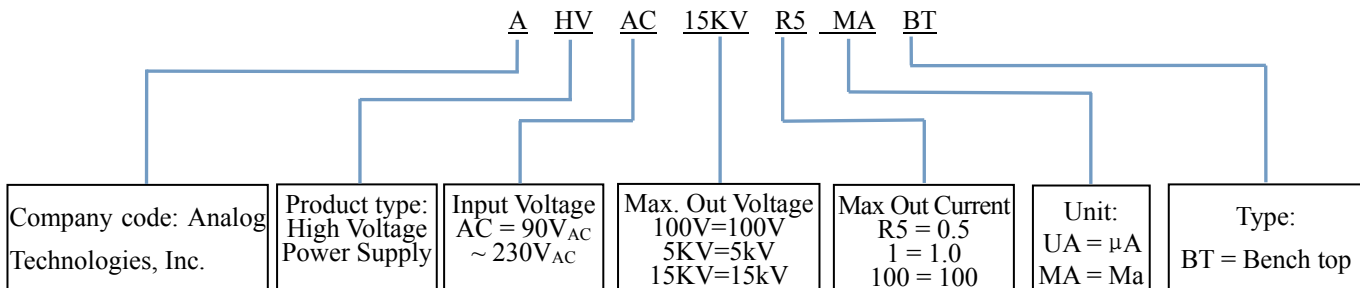 A HV AC 15KV R5 MA BT
Company code: Analog
Technologies, Inc.
Product type:
High Voltage
Power Supply
Input Voltage
AC = 90VAC
~ 230VAC
Max. Out Voltage
100V=100V
5KV=5kV
15KV=15kV
Max Out Current
R5 = 0.5
1 = 1.0
100 = 100
Unit:
UA = μA
MA = Ma
Type:
BT = Bench top